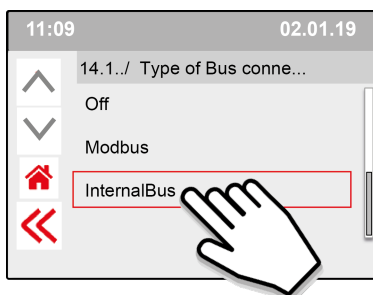 11:09 02.01.19
14.1../ Type of Bus conne...
Off
Modbus
InternalBus